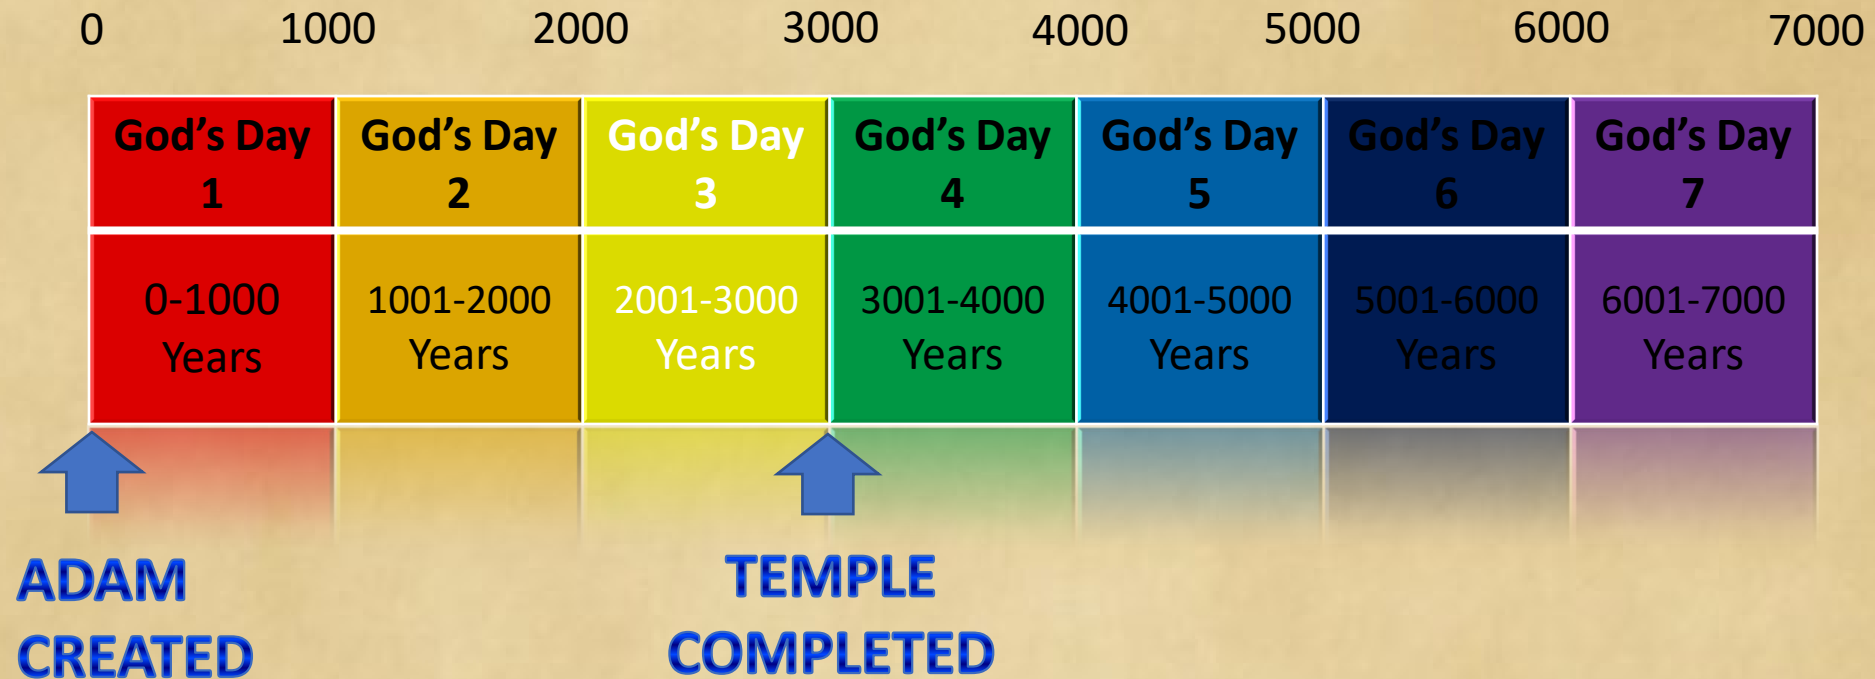 0 1000 2000 3000 4000 5000 6000 7000
God’s Day God’s Day God’s Day God’s Day God’s Day God’s Day God’s Day
1 2 3 4 5 6 7
0-1000 1001-2000 2001-3000 3001-4000 4001-5000 5001-6000 6001-7000
Years Years Years Years Years Years Years
ADAM TEMPLE
CREATED COMPLETED